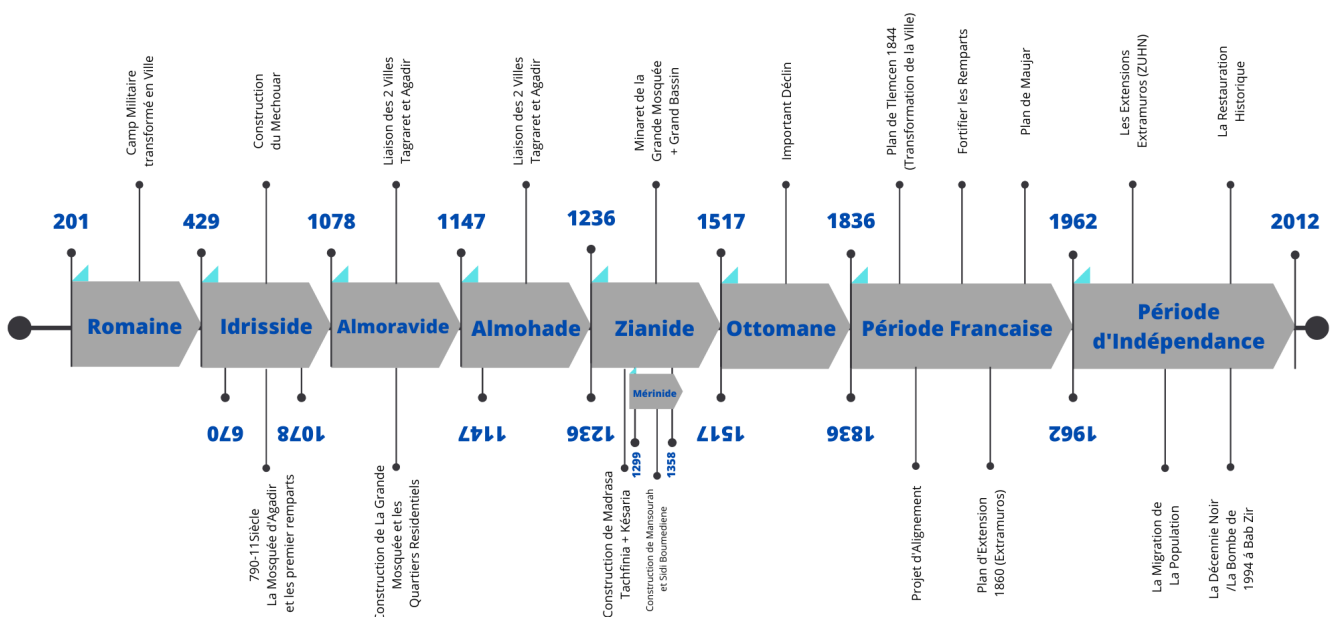 Camp Militaire
transformé en Ville
Construction
du Mechouar
Liaison des 2 Villes
Tagraret et Agadir
Liaison des 2 Villes
Tagraret et Agadir
Minaret de la
Grande Mosquée
+ Grand Bassin
Important Déclin
Plan de Tlemcen 1844
(Transformation de la Ville)
Fortifier les Remparts
Plan de Maujar
Les Extensions
Extramuros (ZUHN)
La Restauration
Historique
201
429
1078
1147
1236
1517
1836
1962
2012
Romaine
Idrisside
Almoravide
Almohade
Zianide
Ottomane
Période Francaise
Période
d'Indépendance
Mérinide
670
1078
1147
1236
1299
1358
1517
1836
1962
790-11Siècle
La Mosquée d'Agadir
et les premier remparts
Construction de La Grande
Mosquée et les
Quartiers Residentiels
Construction de Madrasa
Tachfinia + Késaria
Construction de Mansourah
et Sidi Boumediene
Projet d'Alignement
Plan d'Extension
1860 (Extramuros)
La Migration de
La Population
La Décennie Noir
/La Bombe de
1994 á Bab Zir